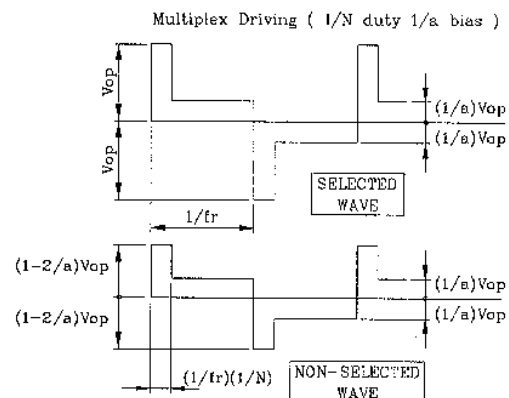 Multiplex Driving ( 1/N duty 1/a bias )
Vop
(1/a)Vop
(1/a)Vop
Vop
SELECTED
WAVE
1/fr
(1-2/a)Vop
(1/a)Vop
(1-2/a)Vop
(1/a)Vop
(1/fr)(1/N)
NON-SELECTED
WAVE